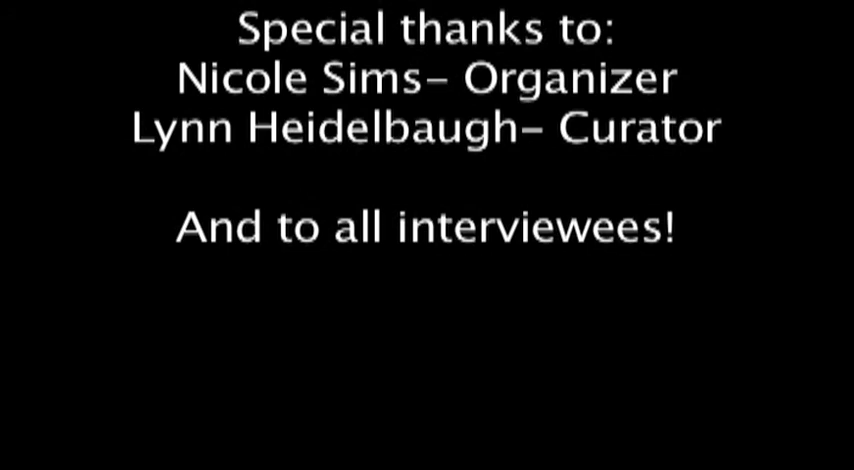 Special thanks to:
Nicole Sims- Organizer
Lynn Heidelbaugh- Curator
And to all interviewees!